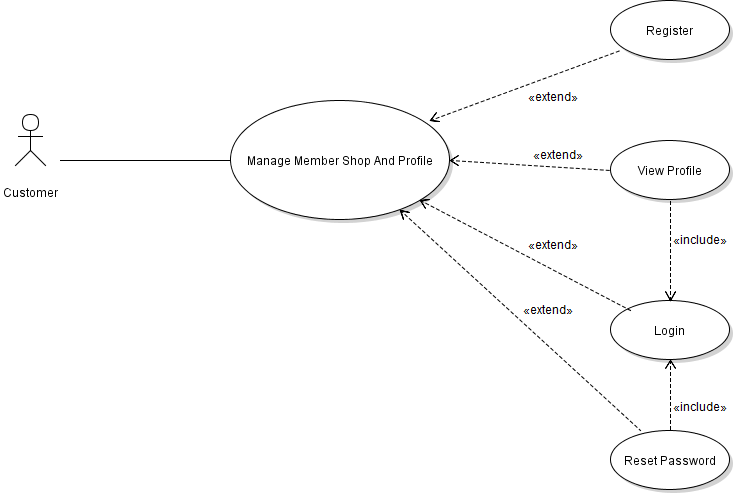 Register
«extend»
Manage Member Shop And Profile
«extend»
View Profile
Customer
«include»
«extend»
«extend»
Login
«include»
Reset Password